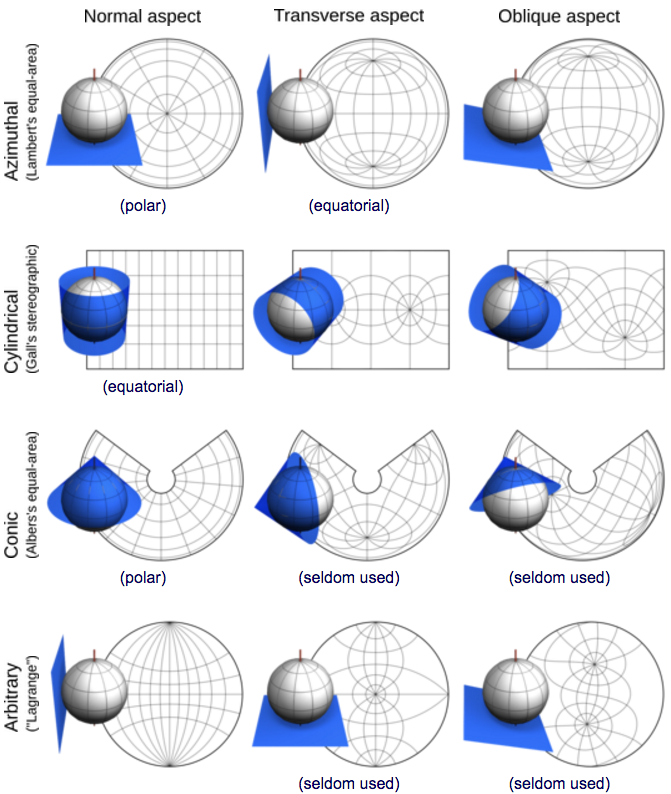 Normal aspect
Transverse aspect
Oblique aspect
Azimuthal
(Lambert's equal-area)
(polar)
(equatorial)
Cylindrical
(Gall's stereographic)
(equatorial)
Conic
(Albers's equal-area)
(polar)
(seldom used)
(seldom used)
Arbitrary
("Lagrange")
(seldom used)
(seldom used)